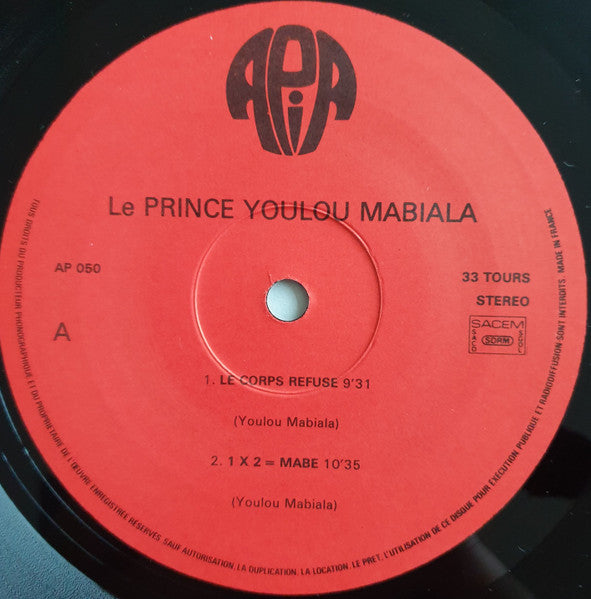 APiA
Le PRINCE YOULOU MABIALA
AP 050
33 TOURS
STEREO
A
SACEM
SACD
SDRM
SGDL
1. LE CORPS REFUSE 9'31
(Youlou Mabiala)
2. 1 X 2 = MABE 10'35
(Youlou Mabiala)
TOUS DROITS DU PRODUCTEUR PHONOGRAPHIQUE ET DU PROPRIETAIRE DE L'ŒUVRE ENREGISTREE RESERVES. SAUF AUTORISATION, LA DUPLICATION, LA LOCATION, LE PRET, L'UTILISATION DE CE DISQUE POUR EXECUTION PUBLIQUE ET RADIODIFFUSION SONT INTERDITS. MADE IN FRANCE